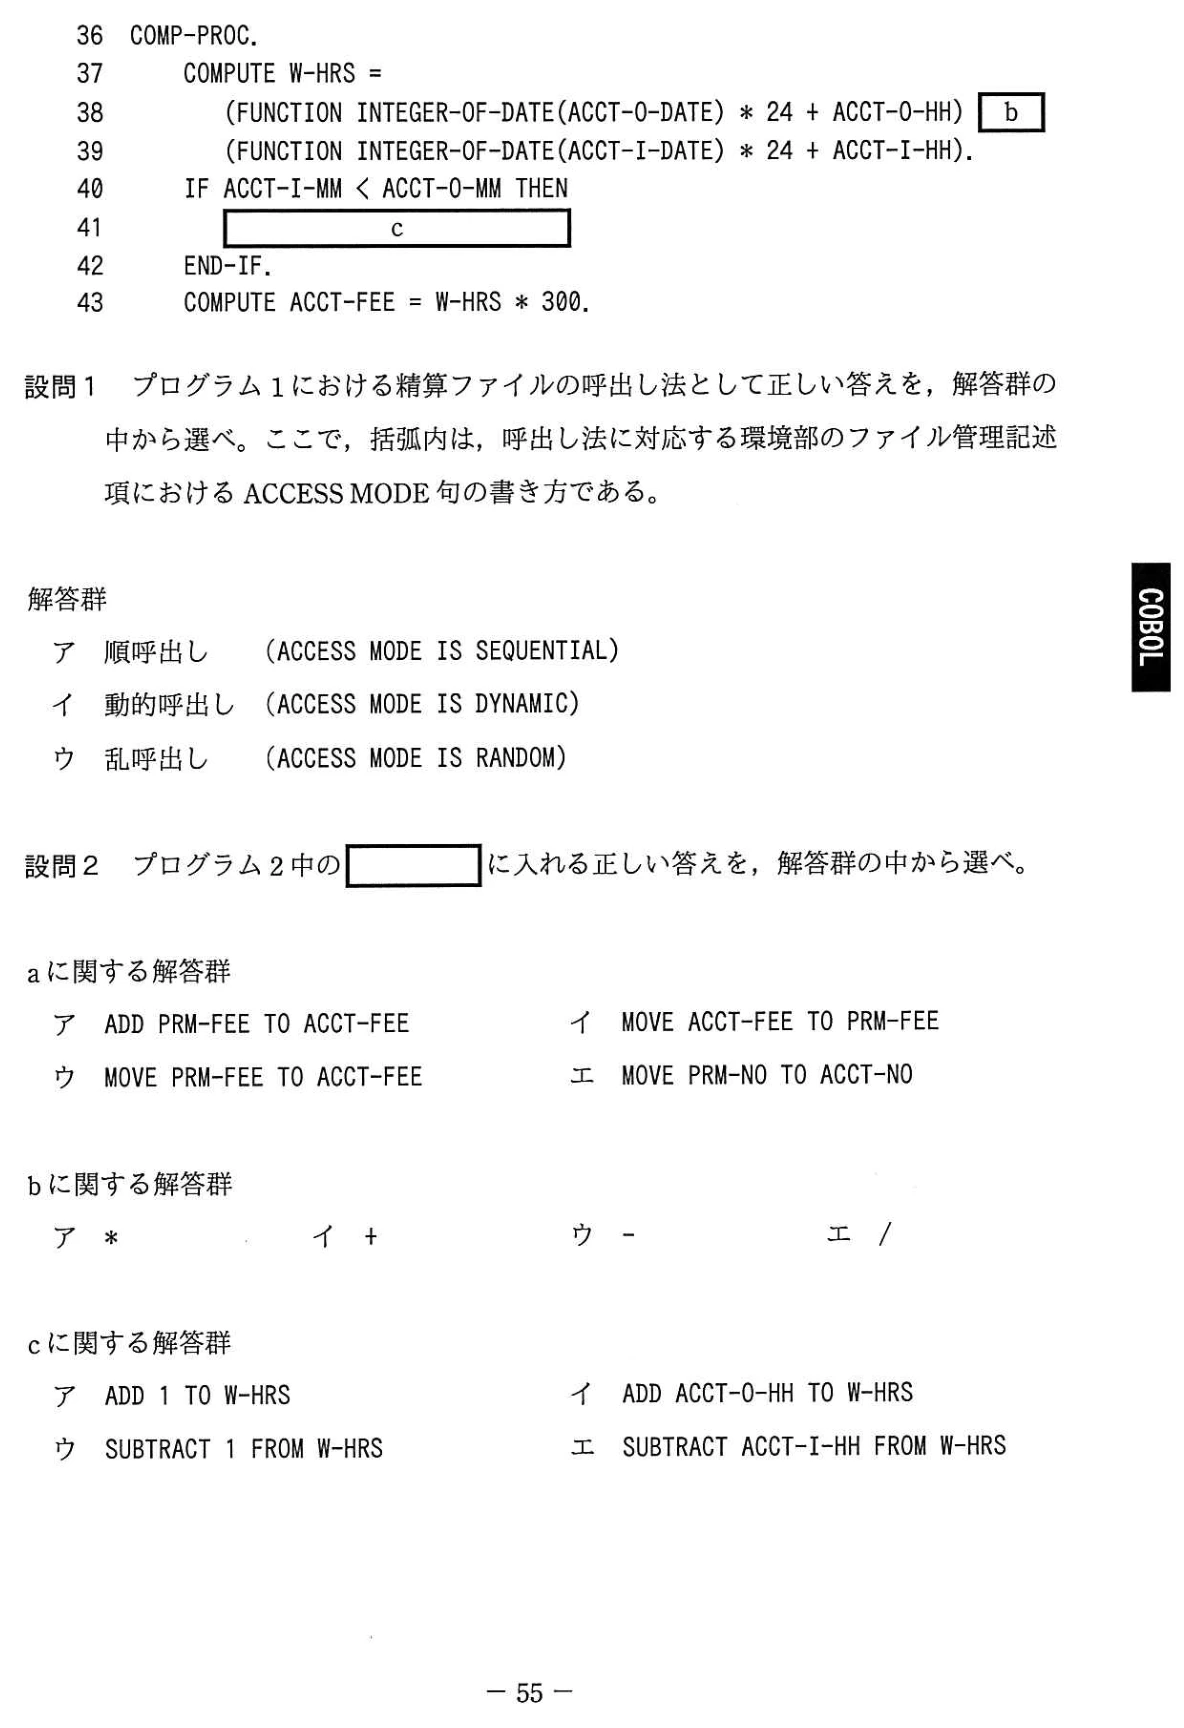 36 COMP-PROC.
37 COMPUTE W-HRS =
38 (FUNCTION INTEGER-OF-DATE(ACCT-O-DATE) * 24 + ACCT-O-HH) b
39 (FUNCTION INTEGER-OF-DATE(ACCT-I-DATE) * 24 + ACCT-I-HH).
40 IF ACCT-I-MM < ACCT-O-MM THEN
41 c
42 END-IF.
43 COMPUTE ACCT-FEE = W-HRS * 300.
設問1 プログラム1における精算ファイルの呼出し法として正しい答えを，解答群の
中から選べ。ここで，括弧内は，呼出し法に対応する環境部のファイル管理記述
項における ACCESS MODE 句の書き方である。
解答群
ア 順呼出し (ACCESS MODE IS SEQUENTIAL)
イ 動的呼出し (ACCESS MODE IS DYNAMIC)
ウ 乱呼出し (ACCESS MODE IS RANDOM)
COBOL
設問2 プログラム2中の に入れる正しい答えを，解答群の中から選べ。
aに関する解答群
ア ADD PRM-FEE TO ACCT-FEE イ MOVE ACCT-FEE TO PRM-FEE
ウ MOVE PRM-FEE TO ACCT-FEE エ MOVE PRM-NO TO ACCT-NO
bに関する解答群
ア * イ + ウ - エ /
cに関する解答群
ア ADD 1 TO W-HRS イ ADD ACCT-O-HH TO W-HRS
ウ SUBTRACT 1 FROM W-HRS エ SUBTRACT ACCT-I-HH FROM W-HRS
— 55 —